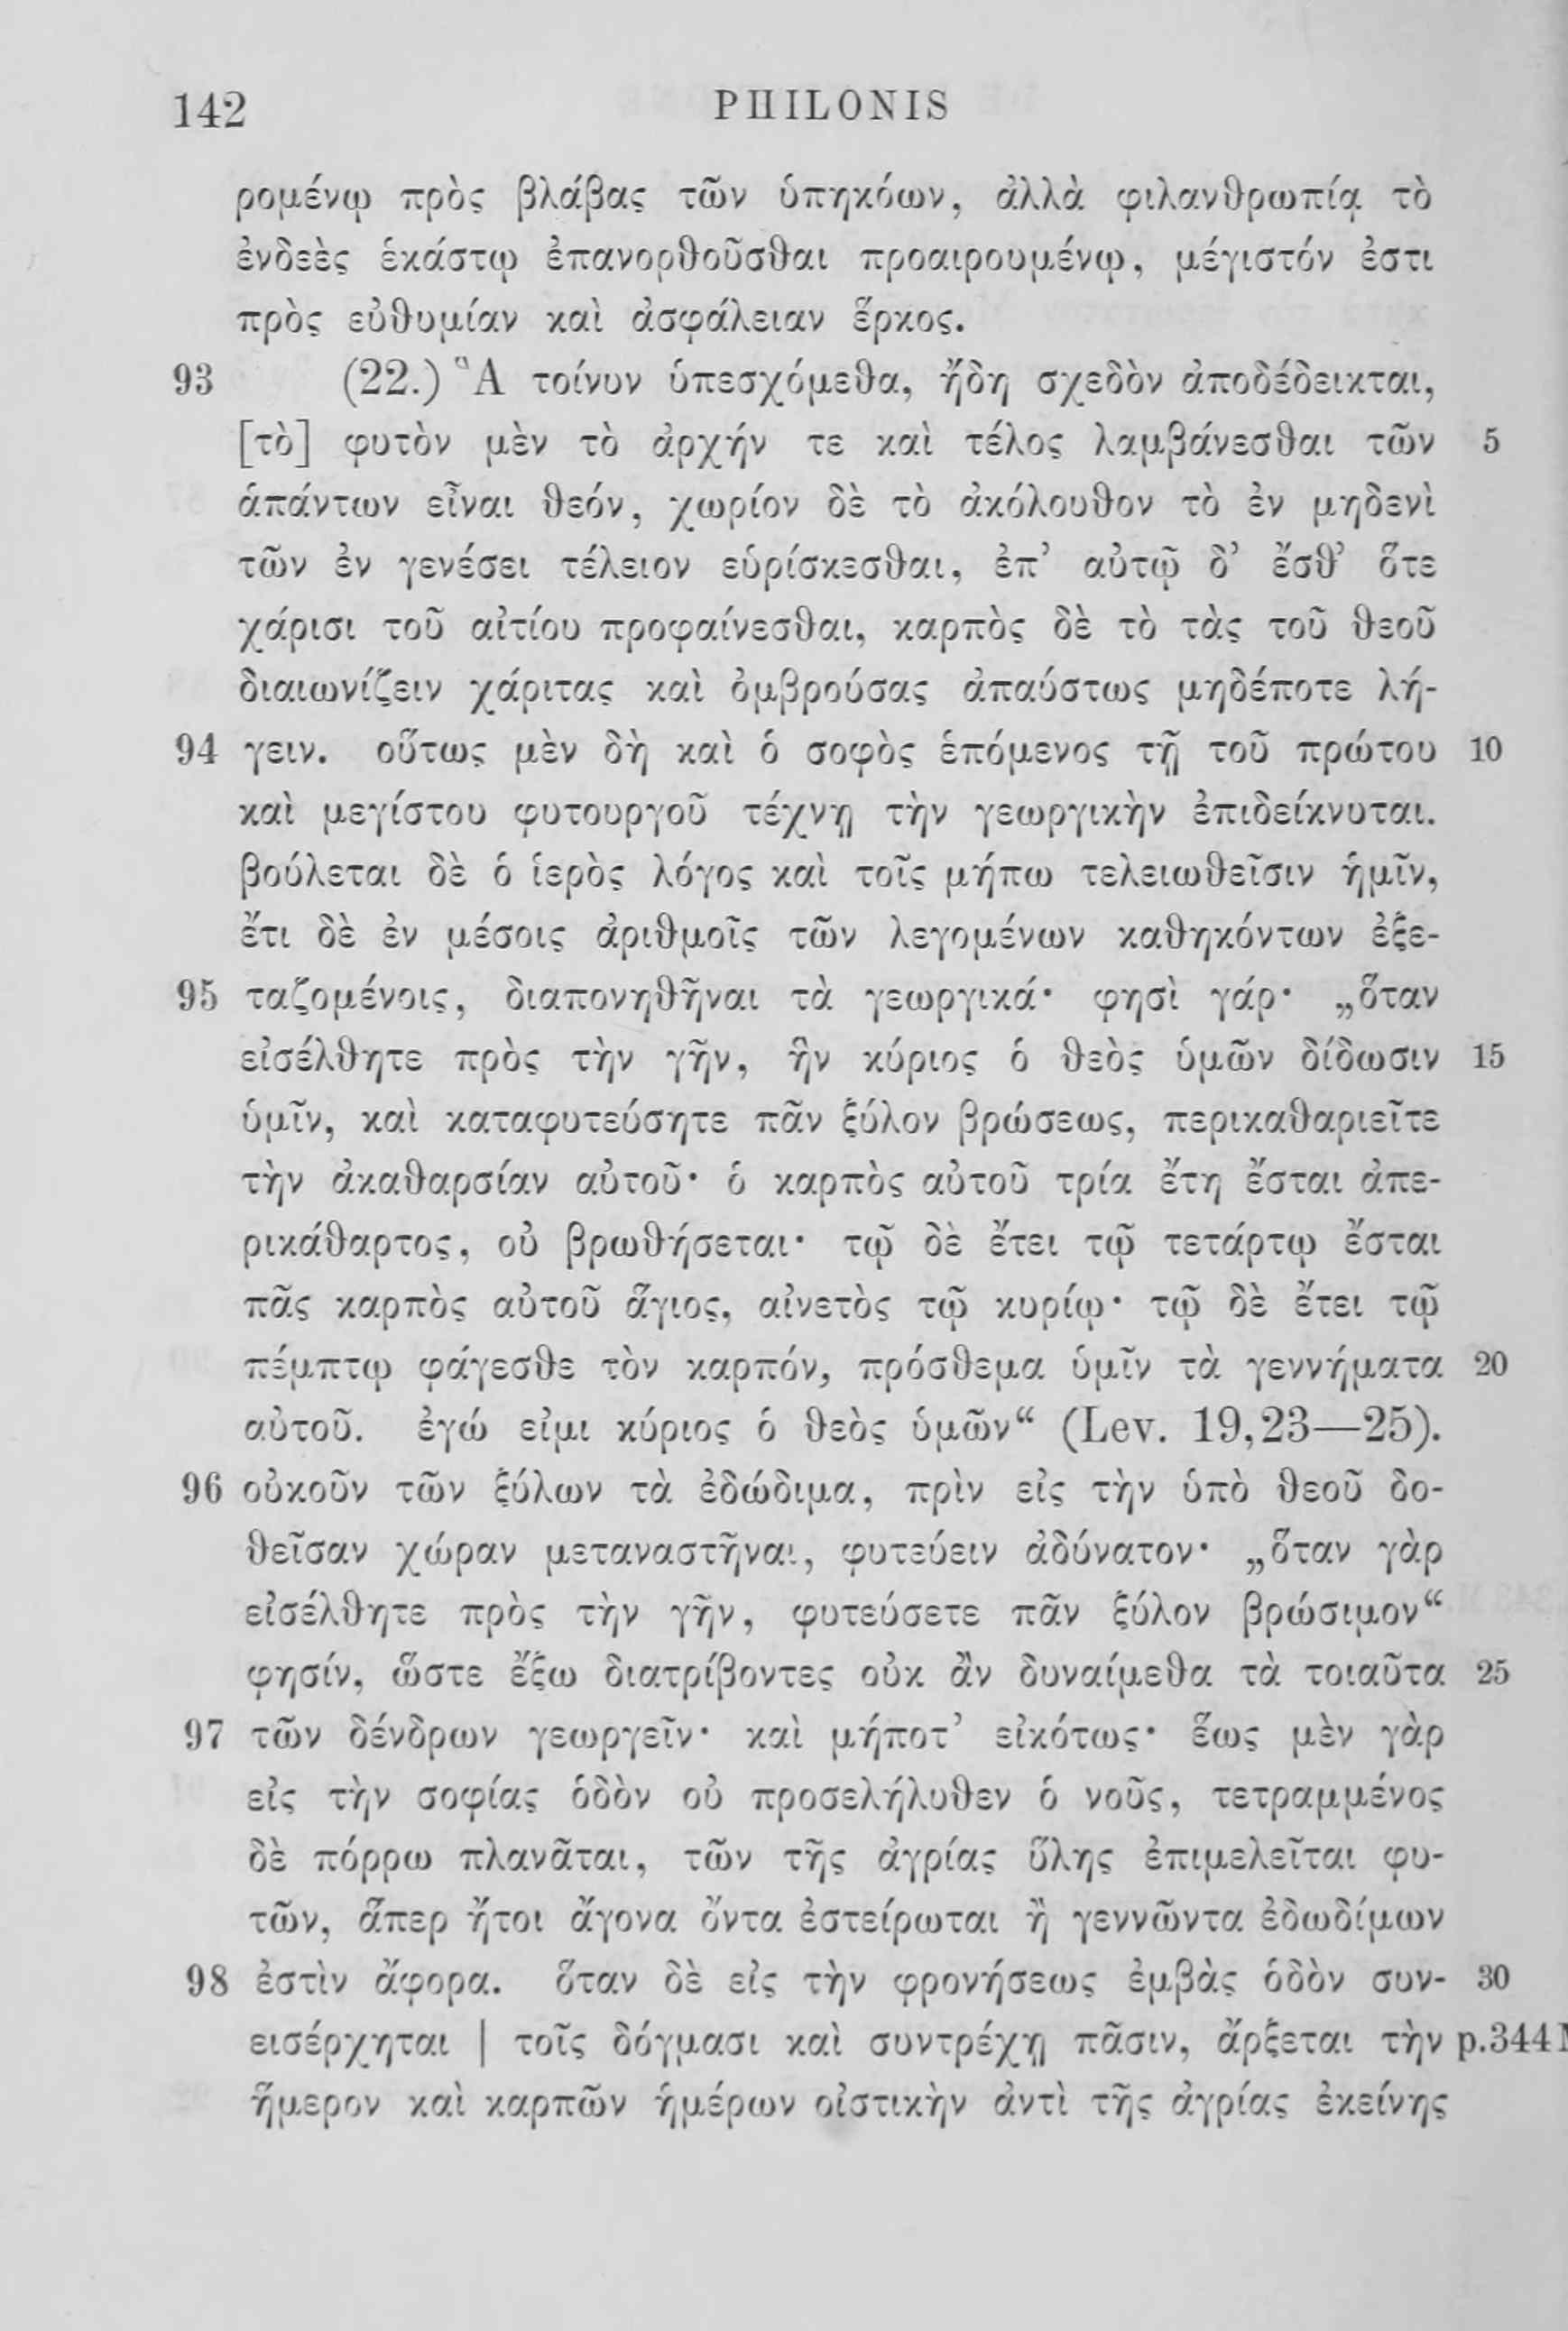 142 PHILONIS
ρομένῳ πρὸς βλάβας τῶν ὑπηκόων, ἀλλὰ φιλανθρωπίᾳ τὸ
ἐνδεὲς ἑκάστῳ ἐπανορθοῦσθαι προαιρουμένῳ, μέγιστόν ἐστι
πρὸς εὐθυμίαν καὶ ἀσφάλειαν ἕρκος.
93 (22.) Ἃ τοίνυν ὑπεσχόμεθα, ἤδη σχεδὸν ἀποδέδεικται,
[τὸ] φυτὸν μὲν τὸ ἀρχήν τε καὶ τέλος λαμβάνεσθαι τῶν 5
ἁπάντων εἶναι θεόν, χωρίον δὲ τὸ ἀκόλουθον τὸ ἐν μηδενὶ
τῶν ἐν γενέσει τέλειον εὑρίσκεσθαι, ἐπ’ αὐτῷ δ’ ἔσθ’ ὅτε
χάρισι τοῦ αἰτίου προφαίνεσθαι, καρπὸς δὲ τὸ τὰς τοῦ θεοῦ
διαιωνίζειν χάριτας καὶ ὀμβρούσας ἀπαύστως μηδέποτε λή-
94 γειν. οὕτως μὲν δὴ καὶ ὁ σοφὸς ἑπόμενος τῇ τοῦ πρώτου 10
καὶ μεγίστου φυτουργοῦ τέχνῃ τὴν γεωργικὴν ἐπιδείκνυται.
βούλεται δὲ ὁ ἱερὸς λόγος καὶ τοῖς μήπω τελειωθεῖσιν ἡμῖν,
ἔτι δὲ ἐν μέσοις ἀριθμοῖς τῶν λεγομένων καθηκόντων ἐξε-
95 ταζομένοις, διαπονηθῆναι τὰ γεωργικά· φησὶ γάρ· „ὅταν
εἰσέλθητε πρὸς τὴν γῆν, ἣν κύριος ὁ θεὸς ὑμῶν δίδωσιν 15
ὑμῖν, καὶ καταφυτεύσητε πᾶν ξύλον βρώσεως, περικαθαριεῖτε
τὴν ἀκαθαρσίαν αὐτοῦ· ὁ καρπὸς αὐτοῦ τρία ἔτη ἔσται ἀπε-
ρικάθαρτος, οὐ βρωθήσεται· τῷ δὲ ἔτει τῷ τετάρτῳ ἔσται
πᾶς καρπὸς αὐτοῦ ἅγιος, αἰνετὸς τῷ κυρίῳ· τῷ δὲ ἔτει τῷ
πέμπτῳ φάγεσθε τὸν καρπόν, πρόσθεμα ὑμῖν τὰ γεννήματα 20
αὐτοῦ. ἐγώ εἰμι κύριος ὁ θεὸς ὑμῶν“ (Lev. 19,23—25).
96 οὐκοῦν τῶν ξύλων τὰ ἐδώδιμα, πρὶν εἰς τὴν ὑπὸ θεοῦ δο-
θεῖσαν χώραν μεταναστῆναι, φυτεύειν ἀδύνατον· „ὅταν γὰρ
εἰσέλθητε πρὸς τὴν γῆν, φυτεύσετε πᾶν ξύλον βρώσιμον“
φησίν, ὥστε ἔξω διατρίβοντες οὐκ ἂν δυναίμεθα τὰ τοιαῦτα 25
97 τῶν δένδρων γεωργεῖν· καὶ μήποτ’ εἰκότως· ἕως μὲν γὰρ
εἰς τὴν σοφίας ὁδὸν οὐ προσελήλυθεν ὁ νοῦς, τετραμμένος
δὲ πόρρω πλανᾶται, τῶν τῆς ἀγρίας ὕλης ἐπιμελεῖται φυ-
τῶν, ἅπερ ἤτοι ἄγονα ὄντα ἐστείρωται ἢ γεννῶντα ἐδωδίμων
98 ἐστὶν ἄφορα. ὅταν δὲ εἰς τὴν φρονήσεως ἐμβὰς ὁδὸν συν- 30
εισέρχηται | τοῖς δόγμασι καὶ συντρέχῃ πᾶσιν, ἄρξεται τὴν p.344
ἥμερον καὶ καρπῶν ἡμέρων οἰστικὴν ἀντὶ τῆς ἀγρίας ἐκείνης